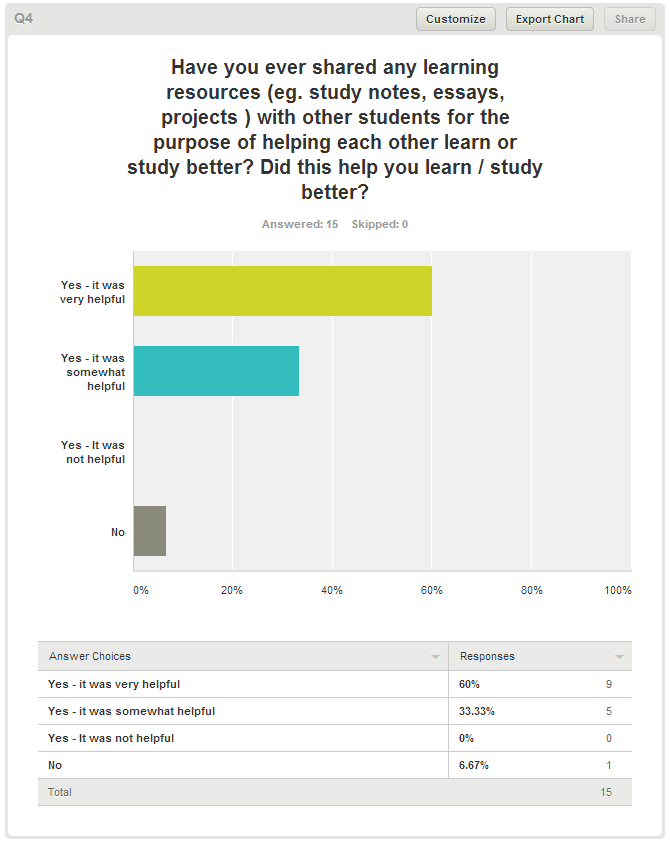 Q4
Customize
Export Chart
Share
Have you ever shared any learning
resources (eg. study notes, essays,
projects ) with other students for the
purpose of helping each other learn or
study better? Did this help you learn / study
better?
Answered: 15 Skipped: 0
Yes - it was
very helpful
Yes - it was
somewhat
helpful
Yes - It was
not helpful
No
0% 20% 40% 60% 80% 100%
Answer Choices Responses
Yes - it was very helpful 60% 9
Yes - it was somewhat helpful 33.33% 5
Yes - It was not helpful 0% 0
No 6.67% 1
Total 15